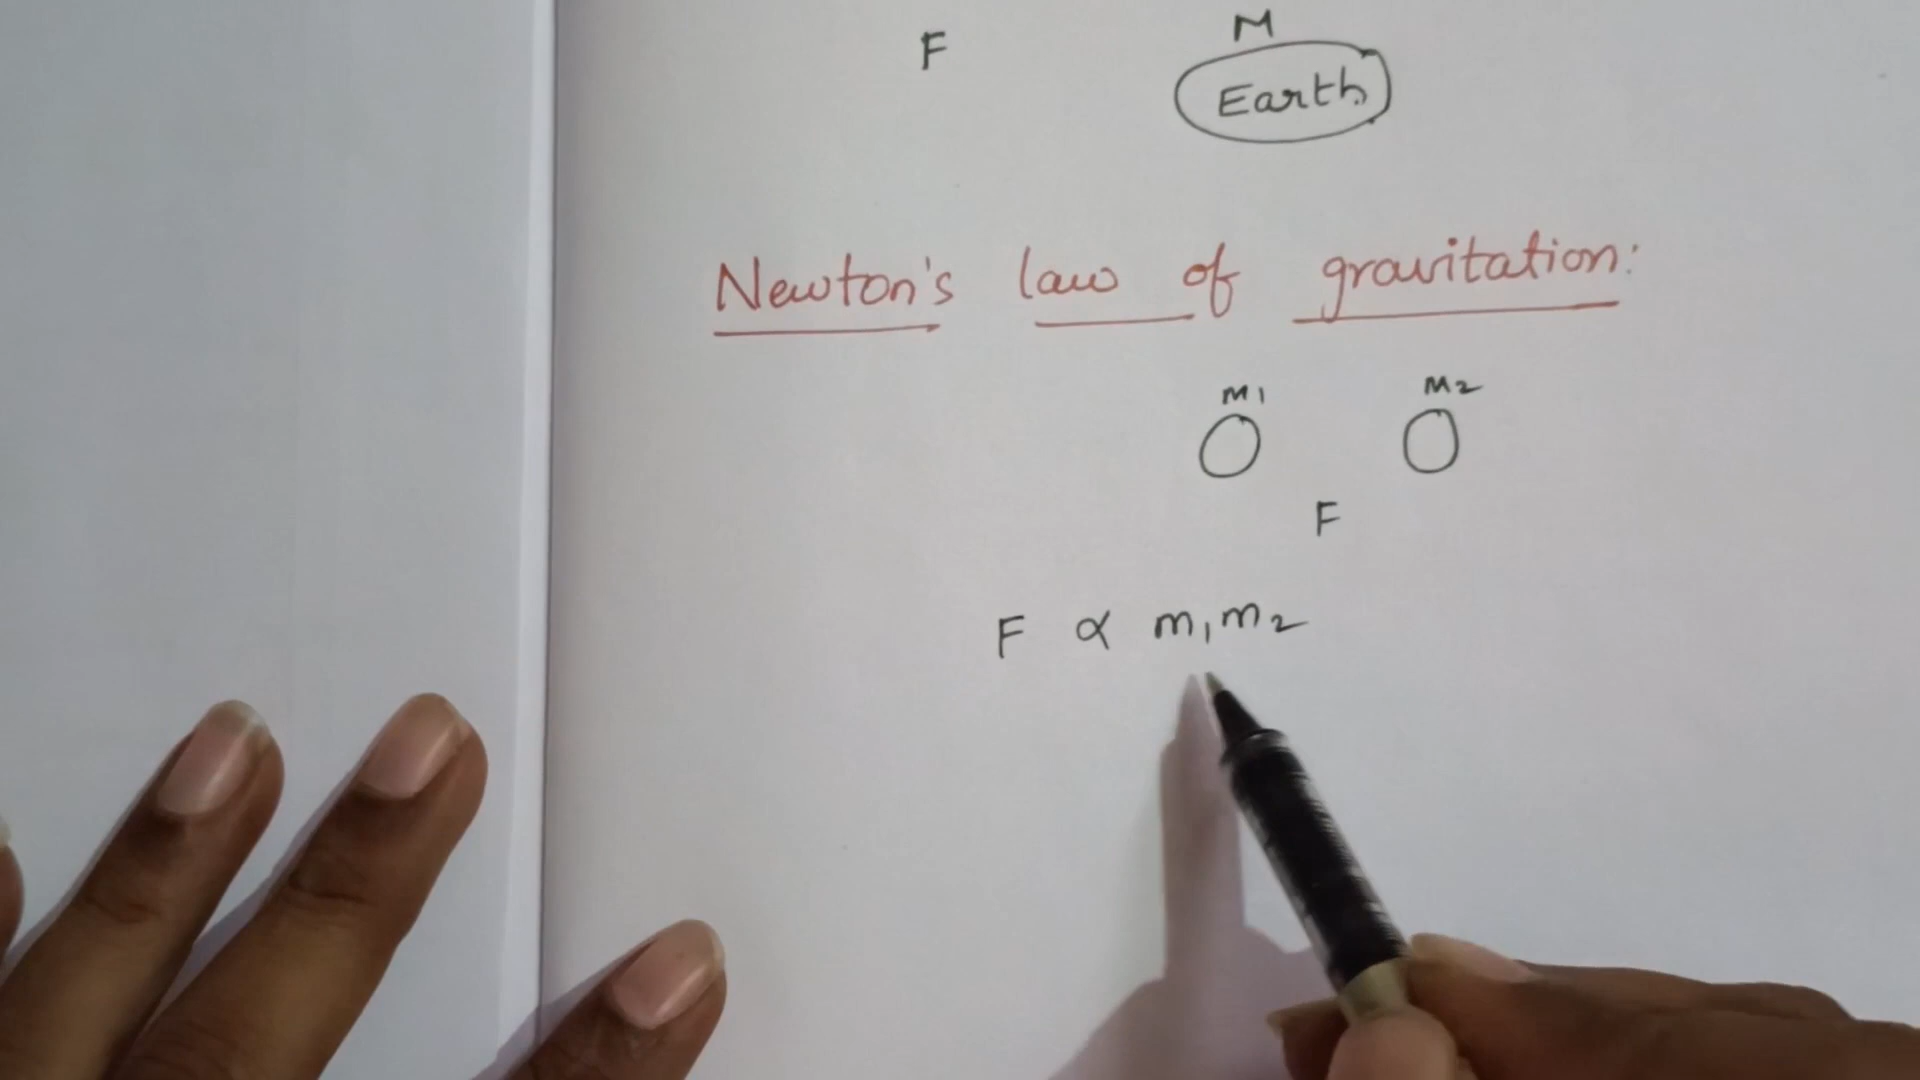 M
F
Earth
Newton's law of gravitation:
m1 m2
F
F ∝ m1m2